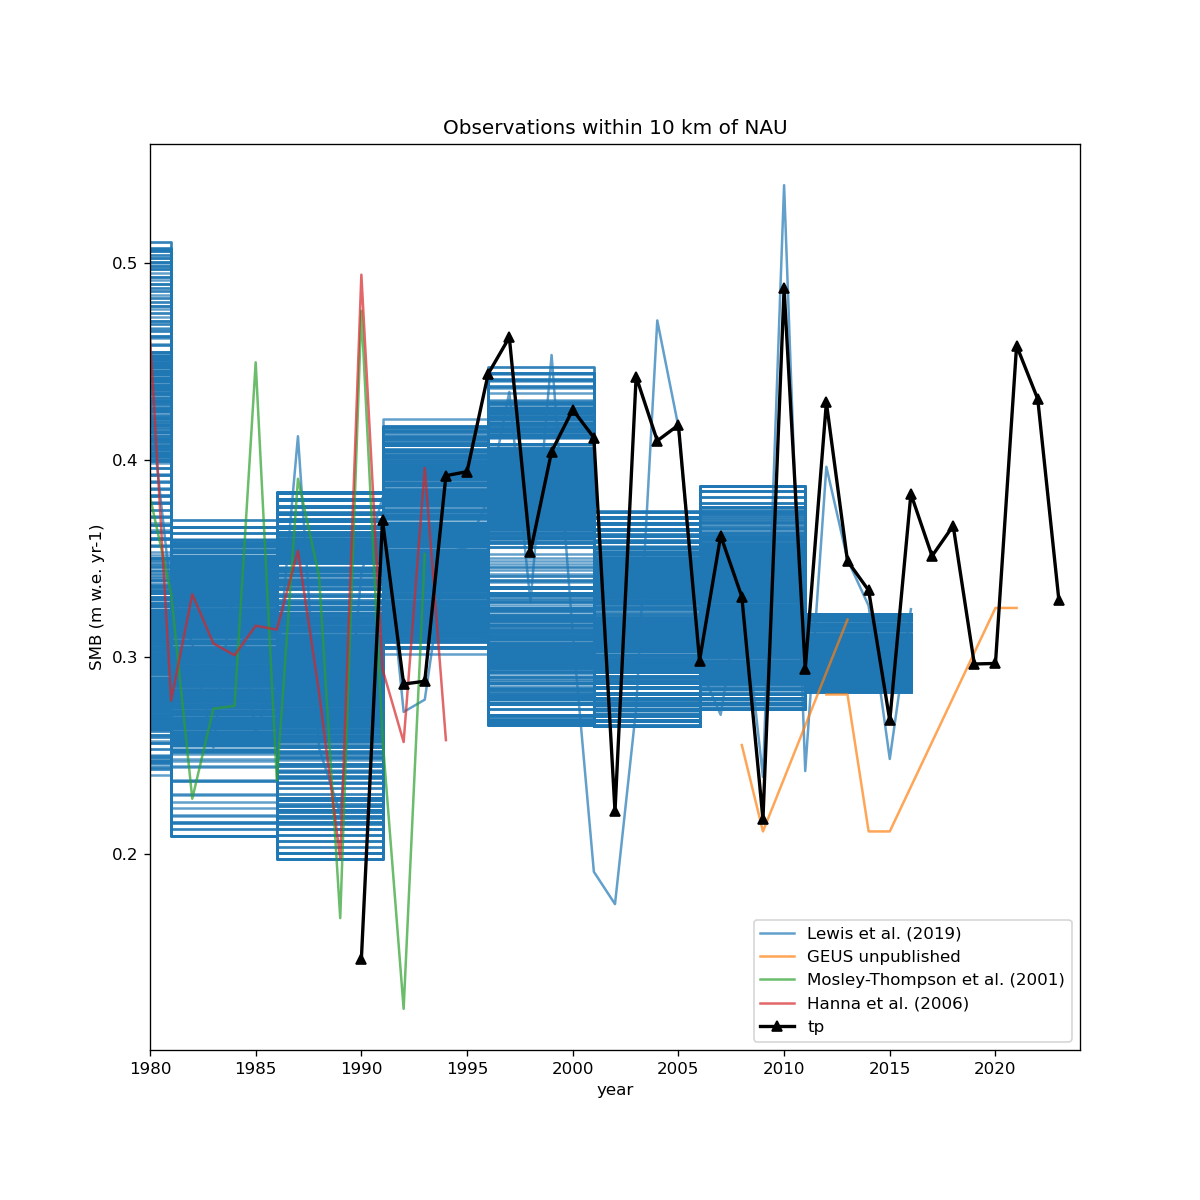 Observations within 10 km of NAU
SMB (m w.e. yr-1)
0.5
0.4
0.3
0.2
1980 1985 1990 1995 2000 2005 2010 2015 2020
year
Lewis et al. (2019)
GEUS unpublished
Mosley-Thompson et al. (2001)
Hanna et al. (2006)
tp